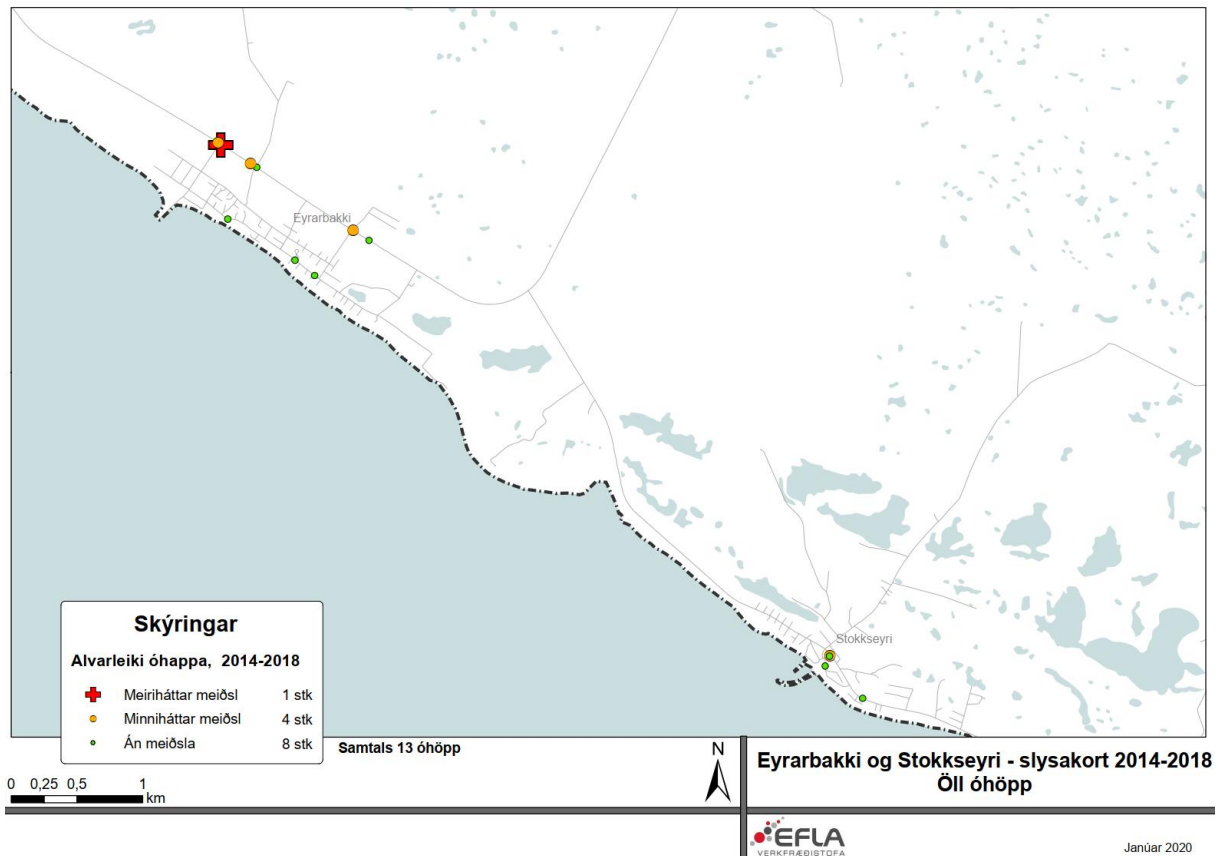 Eyrarbakki
Stokkseyri
Skýringar
Alvarleiki óhappa, 2014-2018
Meiriháttar meiðsl 1 stk
Minniháttar meiðsl 4 stk
Án meiðsla 8 stk
Samtals 13 óhöpp
0 0,25 0,5 1
km
N
Eyrarbakki og Stokkseyri - slysakort 2014-2018
Öll óhöpp
EFLA
VERKFRÆÐISTOFA
Janúar 2020